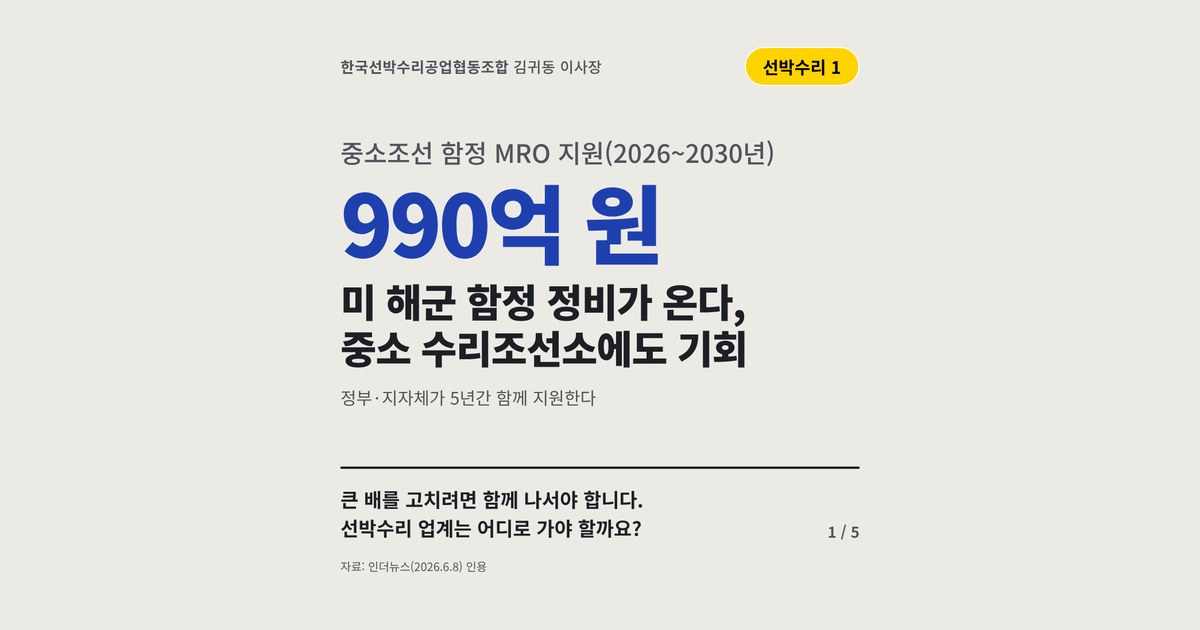 한국선박수리공업협동조합 김귀동 이사장
선박수리 1
중소조선 함정 MRO 지원(2026~2030년)
990억 원
미 해군 함정 정비가 온다,
중소 수리조선소에도 기회
정부·지자체가 5년간 함께 지원한다
큰 배를 고치려면 함께 나서야 합니다.
선박수리 업계는 어디로 가야 할까요?
1 / 5
자료: 인더뉴스(2026.6.8) 인용